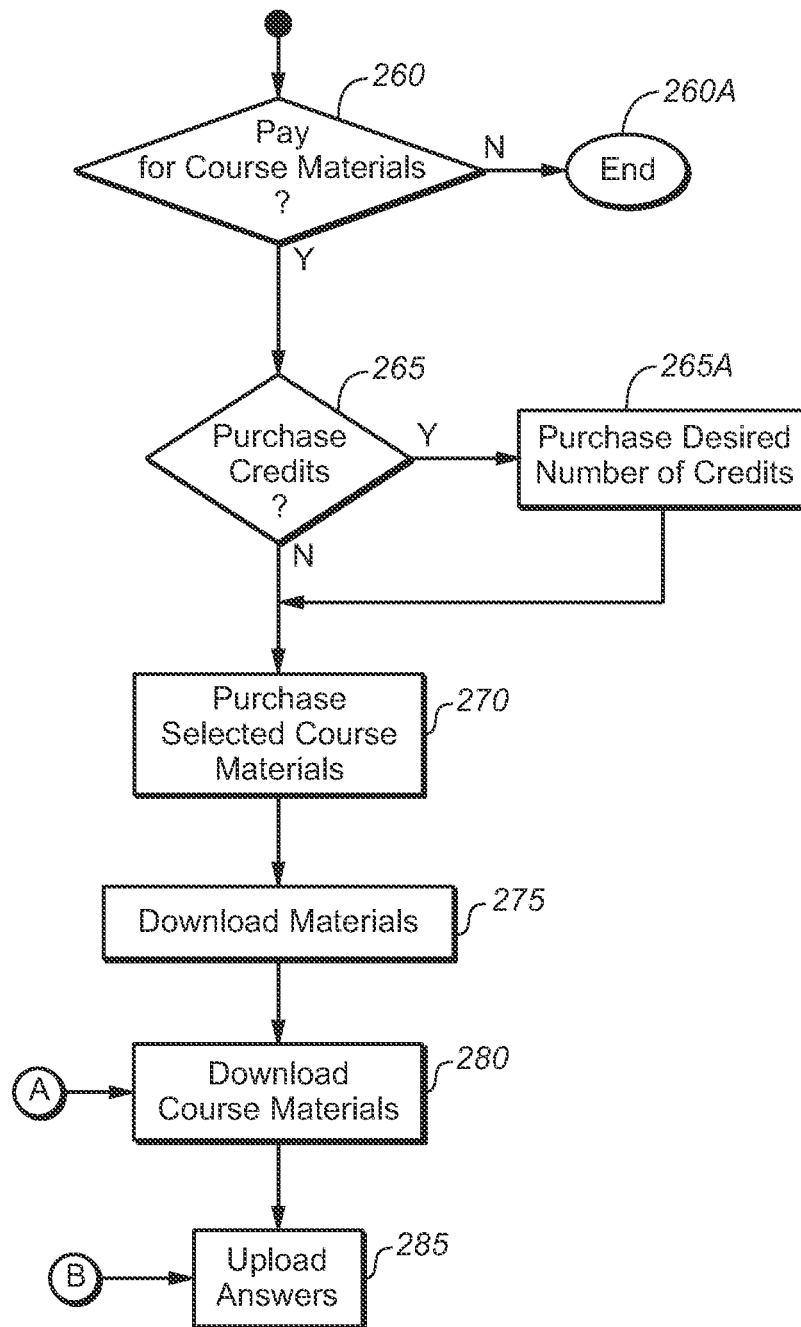 260
260A
Pay
for Course Materials
?
N
End
Y
265
265A
Purchase
Credits
?
Y
Purchase Desired
Number of Credits
N
Purchase
Selected Course
Materials
270
Download Materials
275
A
Download
Course Materials
280
B
Upload
Answers
285